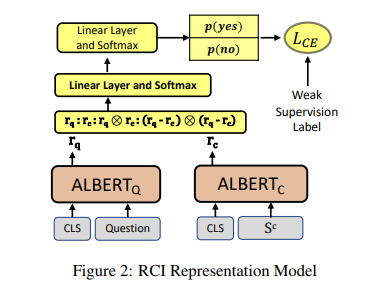 Linear Layer
and Softmax
p(yes)
p(no)
L_CE
Linear Layer and Softmax
Weak
Supervision
Label
r_q : r_c : r_q ⊗ r_c : (r_q - r_c) ⊗ (r_q - r_c)
r_q
r_c
ALBERT_Q
ALBERT_C
CLS
Question
CLS
S^c
Figure 2: RCI Representation Model